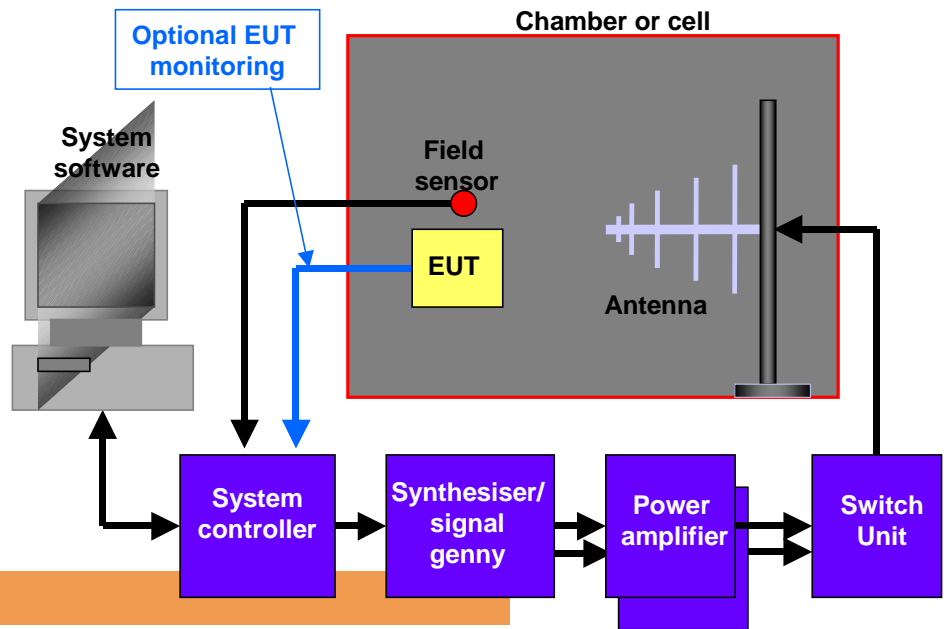 Chamber or cell
Optional EUT
monitoring
System
software
Field
sensor
EUT
Antenna
System
controller
Synthesiser/
signal
genny
Power
amplifier
Switch
Unit